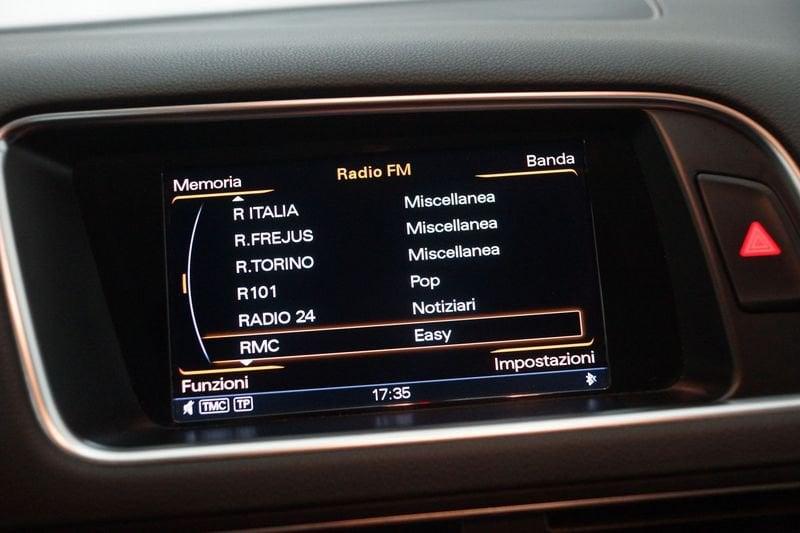 Memoria Radio FM Banda
R ITALIA Miscellanea
R.FREJUS Miscellanea
R.TORINO Miscellanea
R101 Pop
RADIO 24 Notiziari
RMC Easy
Funzioni Impostazioni
TMC TP 17:35